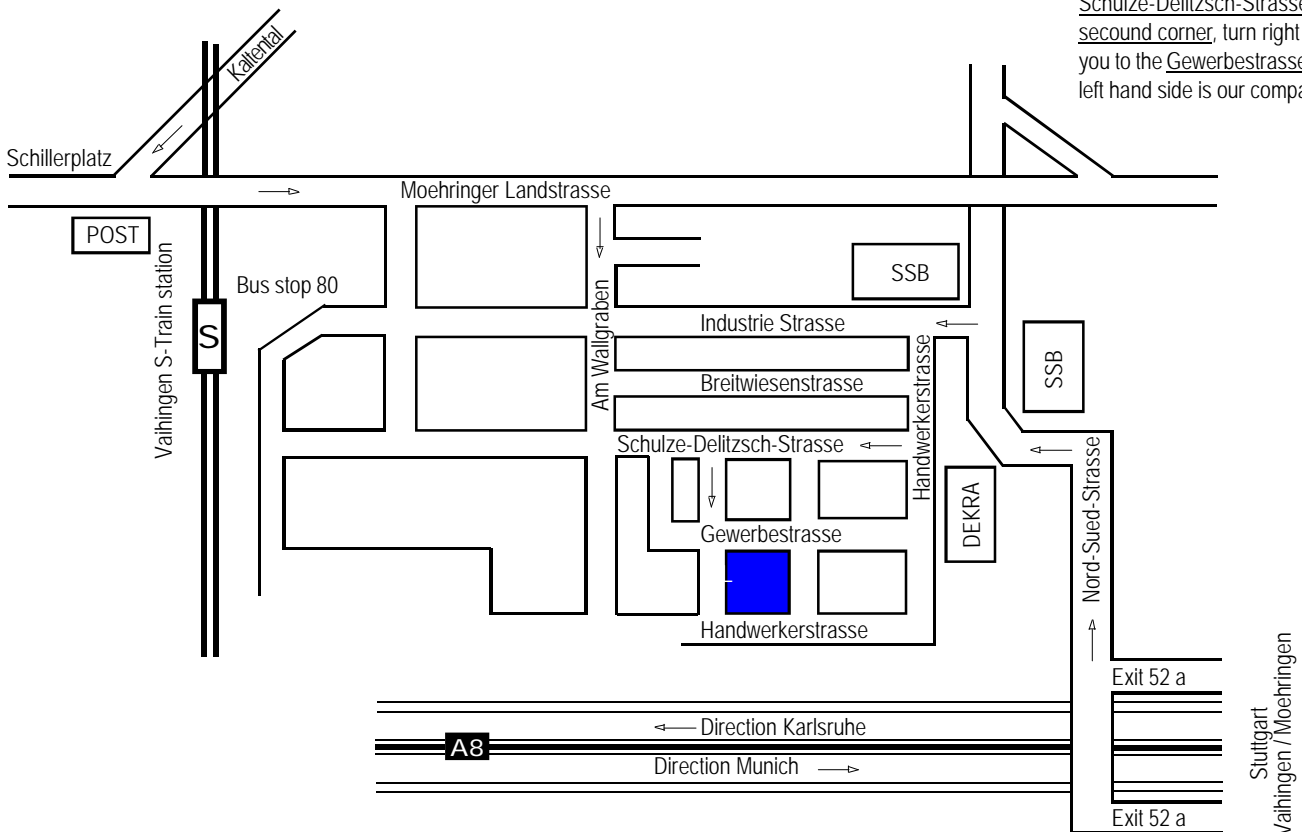 Schulze-Delitzsch-Strasse
secound corner, turn right
you to the Gewerbestrasse
left hand side is our compa
Kaltental
Schillerplatz
Moehringer Landstrasse
POST
Vaihingen S-Train station
Bus stop 80
SSB
S
Am Wallgraben
Industrie Strasse
SSB
Breitwiesenstrasse
Handwerkerstrasse
Schulze-Delitzsch-Strasse
DEKRA
Nord-Sued-Strasse
Gewerbestrasse
Handwerkerstrasse
Exit 52 a
Direction Karlsruhe
A8
Direction Munich
Exit 52 a
Stuttgart
Vaihingen / Moehringen